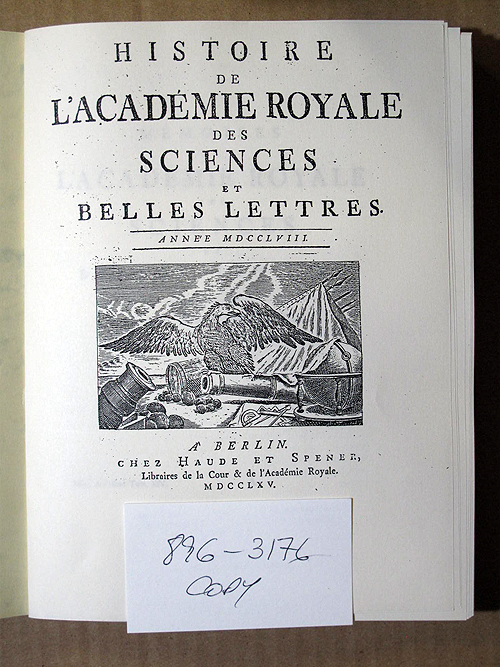 HISTOIRE
DE
L'ACADÉMIE ROYALE
DES
SCIENCES
ET
BELLES LETTRES.
ANNÉE MDCCLVIII.
A BERLIN.
CHEZ HAUDE ET SPENER,
Libraires de la Cour & de l'Académie Royale.
MDCCLXV.
896-3176
COPY